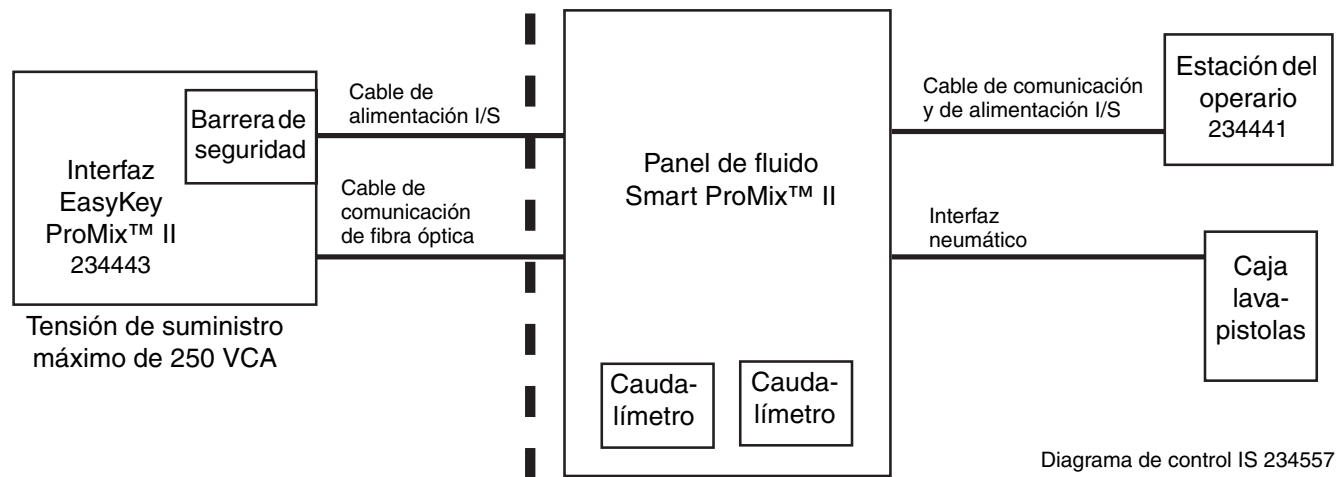 Interfaz
EasyKey
ProMix™ II
234443
Barrera de
seguridad
Tensión de suministro
máximo de 250 VCA
Cable de
alimentación I/S
Cable de
comunicación
de fibra óptica
Panel de fluido
Smart ProMix™ II
Cauda-
límetro
Cauda-
límetro
Cable de comunicación
y de alimentación I/S
Interfaz
neumático
Estación del
operario
234441
Caja
lava-
pistolas
Diagrama de control IS 234557